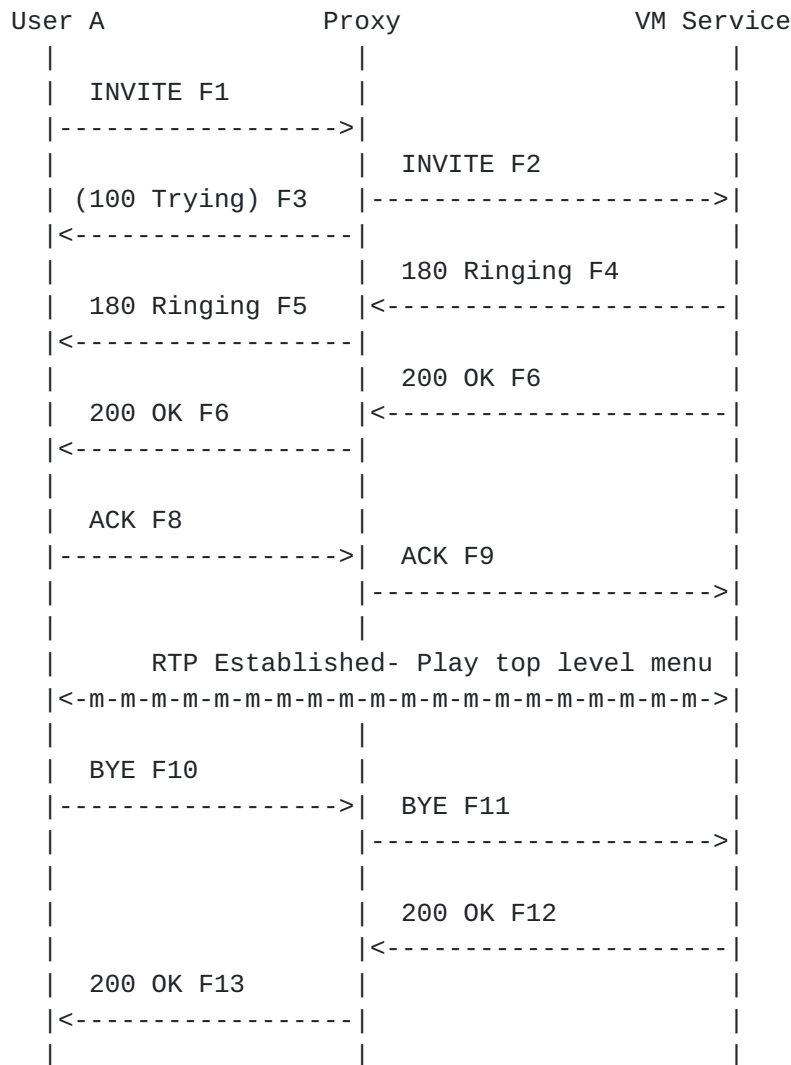 User A Proxy VM Service
INVITE F1
INVITE F2
(100 Trying) F3
180 Ringing F4
180 Ringing F5
200 OK F6
200 OK F6
ACK F8
ACK F9
RTP Established- Play top level menu
<-m-m-m-m-m-m-m-m-m-m-m-m-m-m-m-m-m-m-m-m->
BYE F10
BYE F11
200 OK F12
200 OK F13